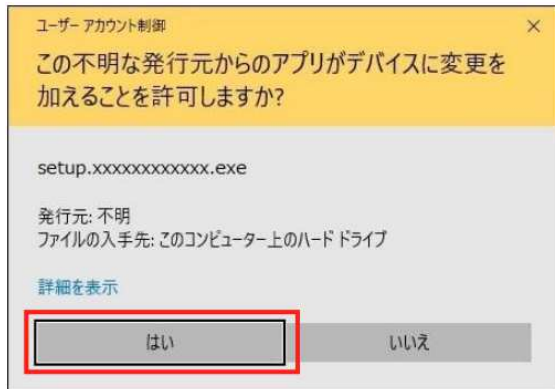 ユーザー アカウント制御
この不明な発行元からのアプリがデバイスに変更を
加えることを許可しますか?
setup.xxxxxxxxxxxx.exe
発行元: 不明
ファイルの入手先: このコンピューター上のハード ドライブ
詳細を表示
はい
いいえ